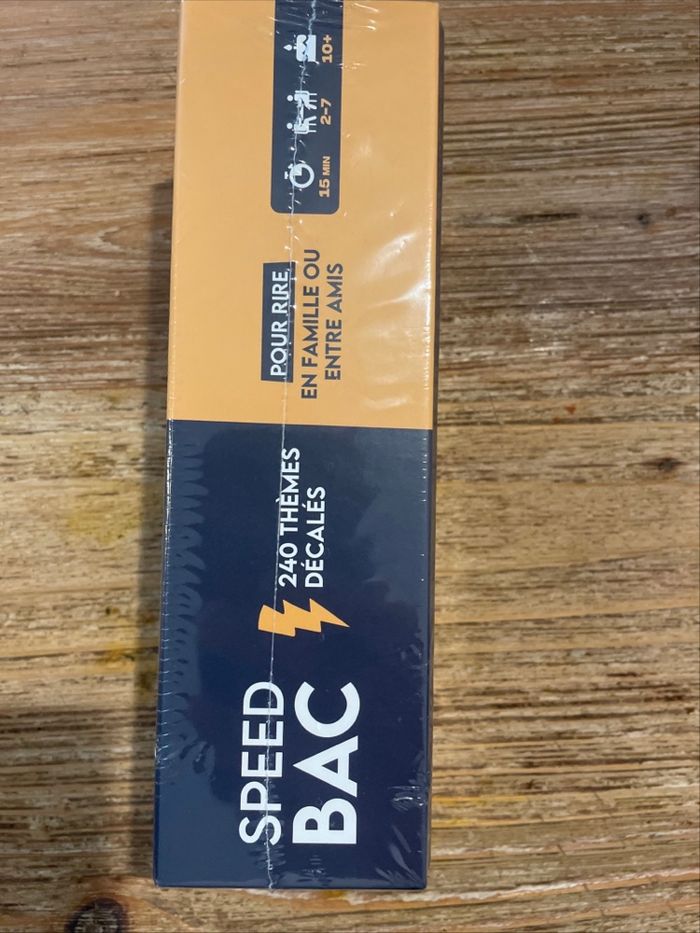 SPEED
BAC
240 THÈMES
DÉCALÉS
POUR RIRE
EN FAMILLE OU
ENTRE AMIS
15 MIN
2-7
10+